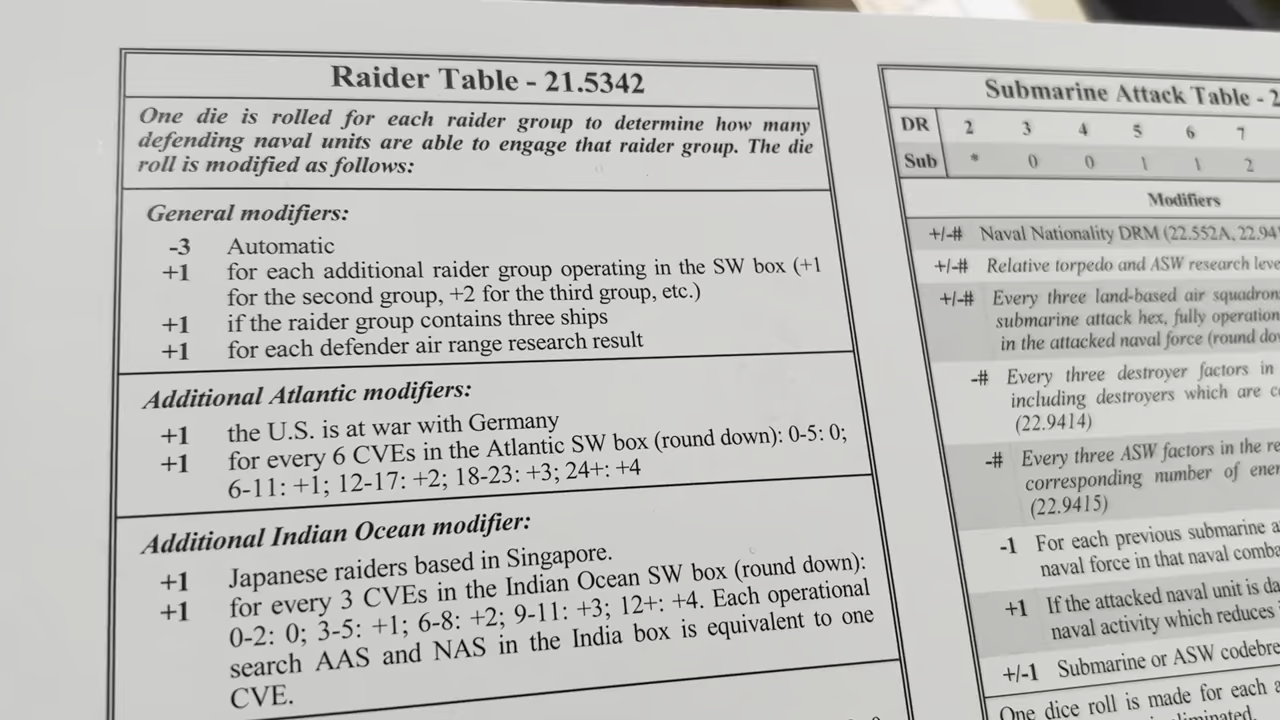 Raider Table - 21.5342
One die is rolled for each raider group to determine how many
defending naval units are able to engage that raider group. The die
roll is modified as follows:
General modifiers:
-3 Automatic
+1 for each additional raider group operating in the SW box (+1
for the second group, +2 for the third group, etc.)
+1 if the raider group contains three ships
+1 for each defender air range research result
Additional Atlantic modifiers:
+1 the U.S. is at war with Germany
+1 for every 6 CVEs in the Atlantic SW box (round down): 0-5: 0;
6-11: +1; 12-17: +2; 18-23: +3; 24+: +4
Additional Indian Ocean modifier:
+1 Japanese raiders based in Singapore.
+1 for every 3 CVEs in the Indian Ocean SW box (round down):
0-2: 0; 3-5: +1; 6-8: +2; 9-11: +3; 12+: +4. Each operational
search AAS and NAS in the India box is equivalent to one
CVE.
Submarine Attack Table - 2
DR 2 3 4 5 6 7
Sub * 0 0 1 1 2
Modifiers
+/-# Naval Nationality DRM (22.552A, 22.94
+/-# Relative torpedo and ASW research leve
+/-# Every three land-based air squadron
submarine attack hex, fully operation
in the attacked naval force (round do
-# Every three destroyer factors in
including destroyers which are c
(22.9414)
-# Every three ASW factors in the re
corresponding number of ene
(22.9415)
-1 For each previous submarine a
naval force in that naval comba
+1 If the attacked naval unit is da
naval activity which reduces
+/-1 Submarine or ASW codebre
One dice roll is made for each a
eliminated.